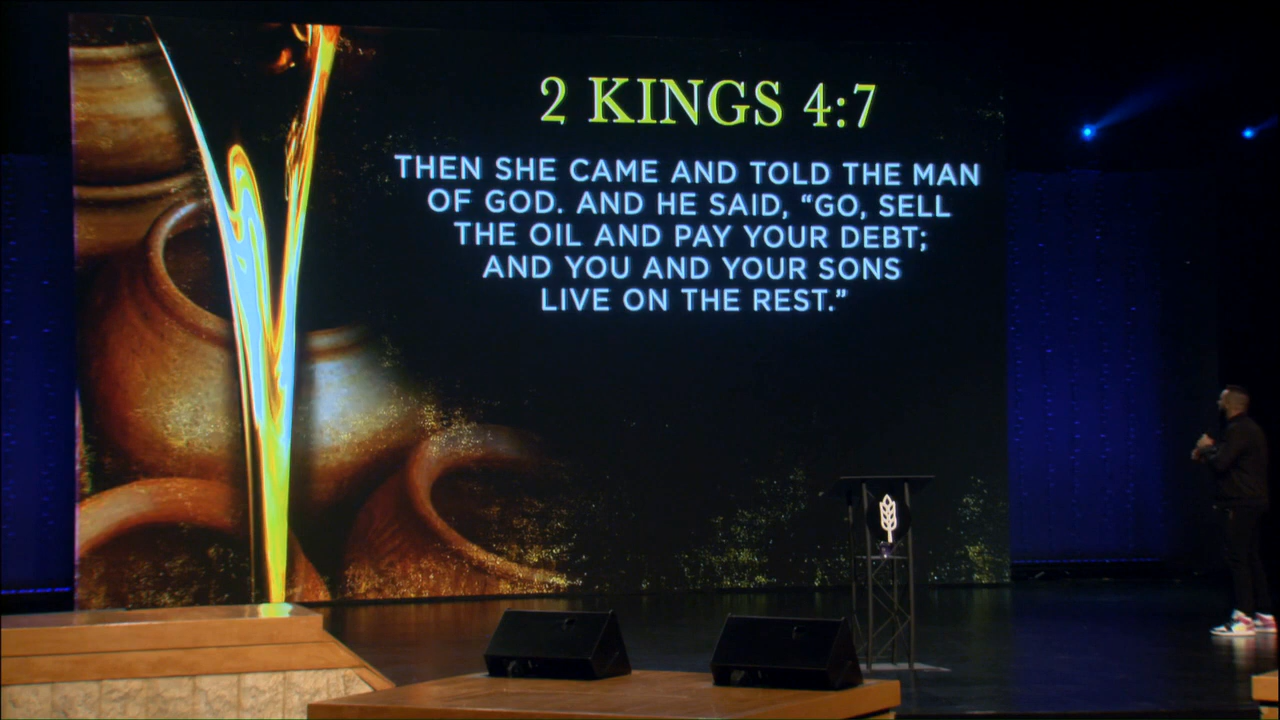 2 KINGS 4:7
THEN SHE CAME AND TOLD THE MAN
OF GOD. AND HE SAID, “GO, SELL
THE OIL AND PAY YOUR DEBT;
AND YOU AND YOUR SONS
LIVE ON THE REST.”